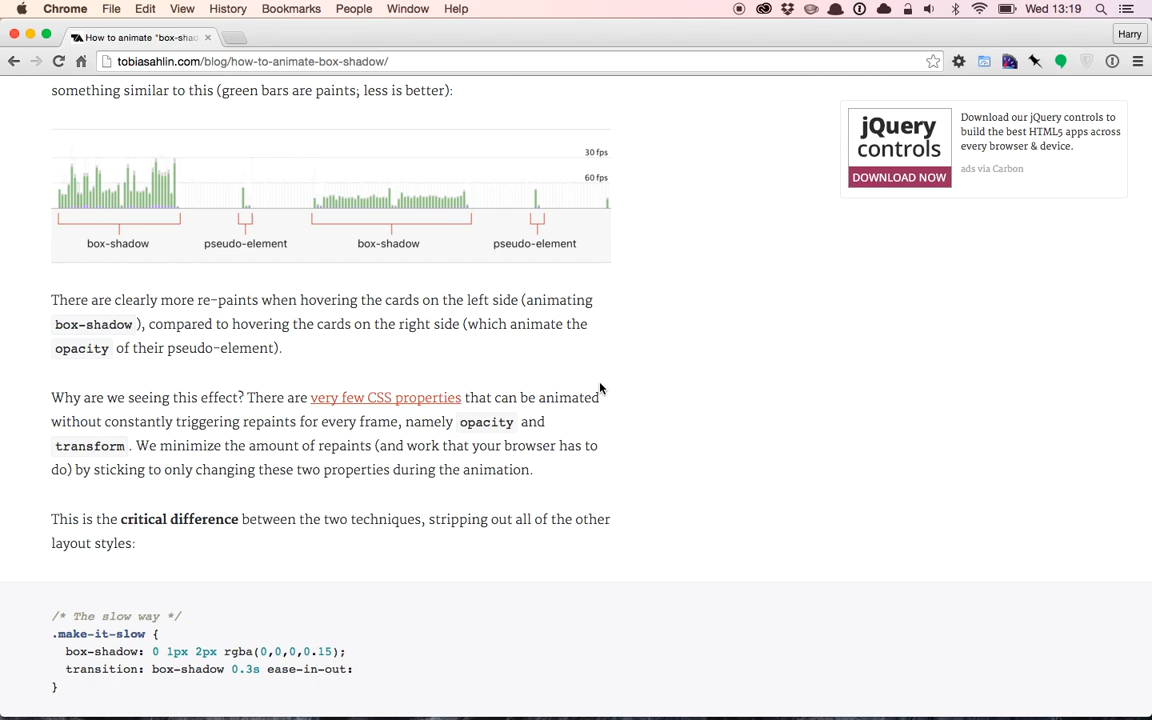 Chrome File Edit View History Bookmarks People Window Help Wed 13:19
How to animate "box-shad Harry
tobiasahlin.com/blog/how-to-animate-box-shadow/
something similar to this (green bars are paints; less is better):
30 fps
60 fps
box-shadow pseudo-element box-shadow pseudo-element
jQuery
controls
DOWNLOAD NOW
Download our jQuery controls to
build the best HTML5 apps across
every browser & device.
ads via Carbon
There are clearly more re-paints when hovering the cards on the left side (animating
box-shadow ), compared to hovering the cards on the right side (which animate the
opacity of their pseudo-element).
Why are we seeing this effect? There are very few CSS properties that can be animated
without constantly triggering repaints for every frame, namely opacity and
transform . We minimize the amount of repaints (and work that your browser has to
do) by sticking to only changing these two properties during the animation.
This is the critical difference between the two techniques, stripping out all of the other
layout styles:
/* The slow way */
.make-it-slow {
box-shadow: 0 1px 2px rgba(0,0,0,0.15);
transition: box-shadow 0.3s ease-in-out:
}